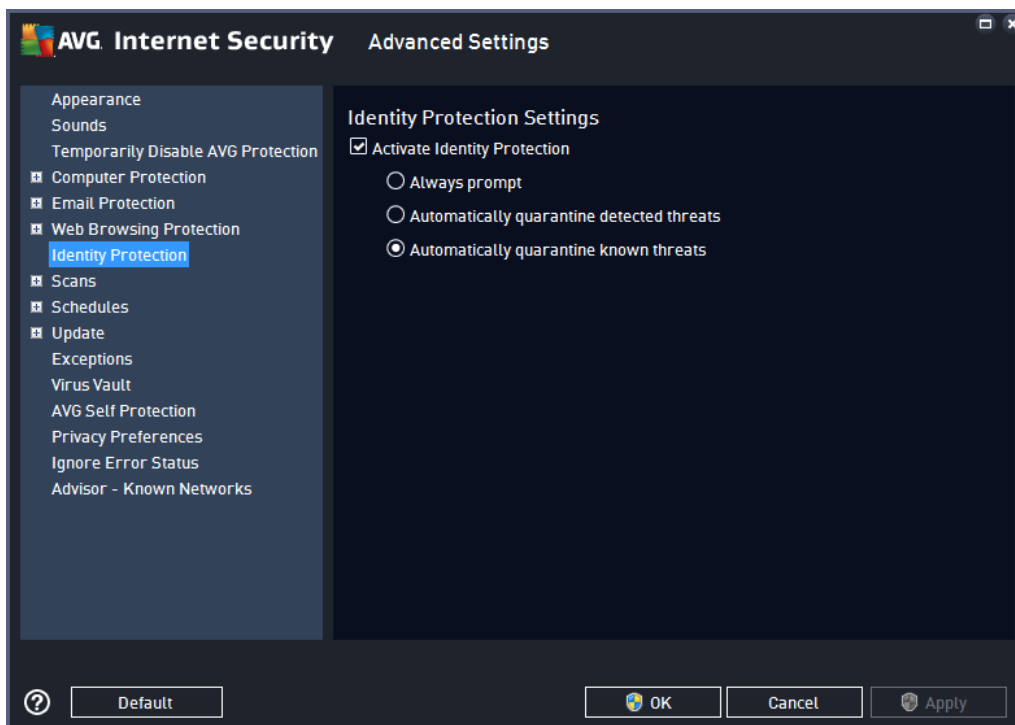 AVG. Internet Security Advanced Settings
Appearance
Sounds
Temporarily Disable AVG Protection
Computer Protection
Email Protection
Web Browsing Protection
Identity Protection
Scans
Schedules
Update
Exceptions
Virus Vault
AVG Self Protection
Privacy Preferences
Ignore Error Status
Advisor - Known Networks
Identity Protection Settings
Activate Identity Protection
Always prompt
Automatically quarantine detected threats
Automatically quarantine known threats
Default
OK
Cancel
Apply